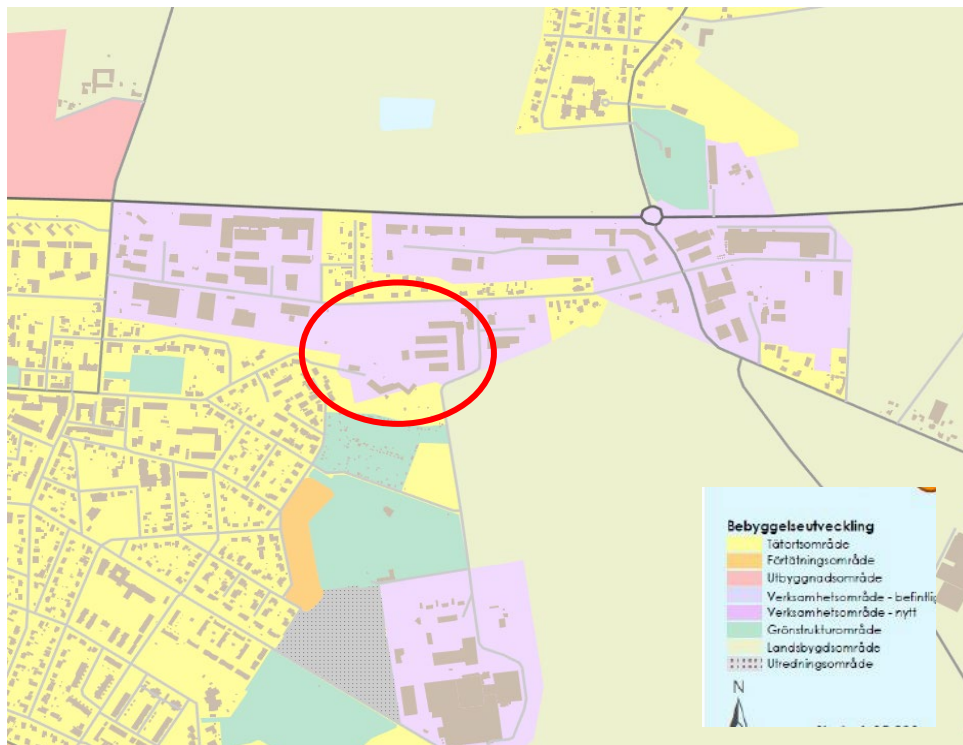 Bebyggelseutveckling
Tätortsområde
Förtätningsområde
Utbyggnadsområde
Verksamhetsområde - befintlig
Verksamhetsområde - nytt
Grönstrukturområde
Landsbygdsområde
Utredningsområde
N